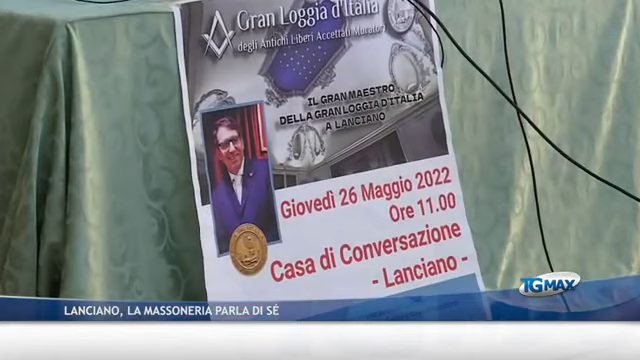 Gran Loggia d'Italia
degli Antichi Liberi Accettati Muratori
IL GRAN MAESTRO
DELLA GRAN LOGGIA D'ITALIA
A LANCIANO
Giovedì 26 Maggio 2022
Ore 11.00
Casa di Conversazione
- Lanciano -
TGMAX
LANCIANO, LA MASSONERIA PARLA DI SÉ